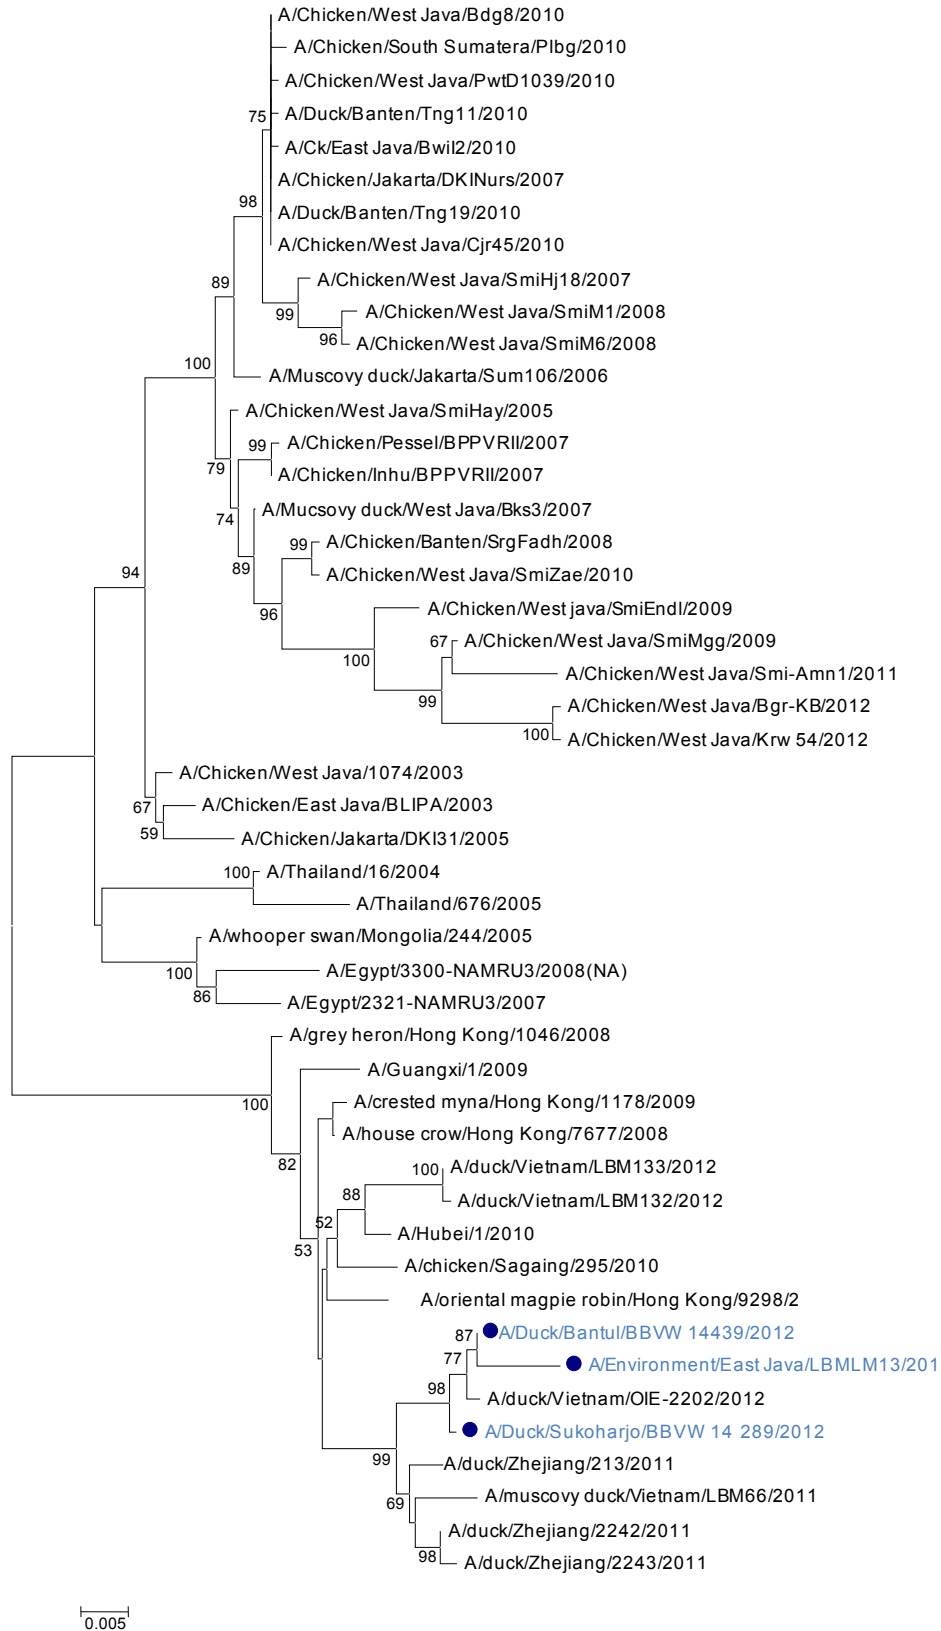 A/Chicken/West Java/Bdg8/2010
A/Chicken/South Sumatera/Plbg/2010
A/Chicken/West Java/PwtD1039/2010
75
A/Duck/Banten/Tng11/2010
A/Ck/East Java/Bwil2/2010
A/Chicken/Jakarta/DKINurs/2007
98
A/Duck/Banten/Tng19/2010
A/Chicken/West Java/Cjr45/2010
89
A/Chicken/West Java/SmiHj18/2007
99
A/Chicken/West Java/SmiM1/2008
96
A/Chicken/West Java/SmiM6/2008
100
A/Muscovy duck/Jakarta/Sum106/2006
A/Chicken/West Java/SmiHay/2005
99
A/Chicken/Pessel/BPPVRII/2007
79
A/Chicken/Inhu/BPPVRII/2007
A/Mucsovy duck/West Java/Bks3/2007
74
99
A/Chicken/Banten/SrgFadh/2008
89
94
A/Chicken/West Java/SmiZae/2010
96
A/Chicken/West java/SmiEndl/2009
67
A/Chicken/West Java/SmiMgg/2009
100
A/Chicken/West Java/Smi-Amn1/2011
99
A/Chicken/West Java/Bgr-KB/2012
100
A/Chicken/West Java/Krw 54/2012
A/Chicken/West Java/1074/2003
67
A/Chicken/East Java/BLIPA/2003
59
A/Chicken/Jakarta/DKI31/2005
100
A/Thailand/16/2004
A/Thailand/676/2005
A/whooper swan/Mongolia/244/2005
100
A/Egypt/3300-NAMRU3/2008(NA)
86
A/Egypt/2321-NAMRU3/2007
A/grey heron/Hong Kong/1046/2008
A/Guangxi/1/2009
100
A/crested myna/Hong Kong/1178/2009
A/house crow/Hong Kong/7677/2008
82
100
A/duck/Vietnam/LBM133/2012
88
A/duck/Vietnam/LBM132/2012
52
A/Hubei/1/2010
53
A/chicken/Sagaing/295/2010
A/oriental magpie robin/Hong Kong/9298/2
87
A/Duck/Bantul/BBVW 14439/2012
77
A/Environment/East Java/LBMLM13/201
98
A/duck/Vietnam/OIE-2202/2012
A/Duck/Sukoharjo/BBVW 14 289/2012
99
A/duck/Zhejiang/213/2011
69
A/muscovy duck/Vietnam/LBM66/2011
A/duck/Zhejiang/2242/2011
98
A/duck/Zhejiang/2243/2011
0.005